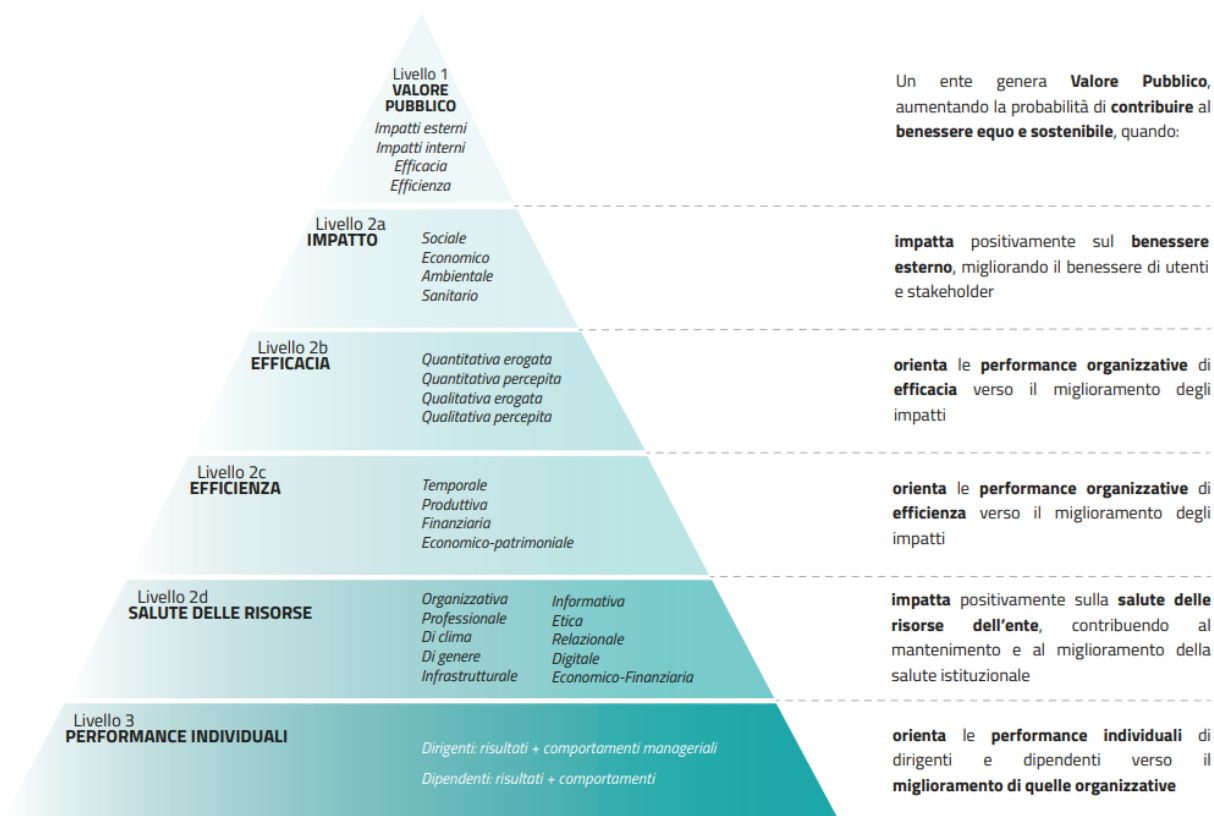 Livello 1
VALORE
PUBBLICO
Impatti esterni
Impatti interni
Efficacia
Efficienza
Un ente genera Valore Pubblico,
aumentando la probabilità di contribuire al
benessere equo e sostenibile, quando:
Livello 2a
IMPATTO
Sociale
Economico
Ambientale
Sanitario
impatta positivamente sul benessere
esterno, migliorando il benessere di utenti
e stakeholder
Livello 2b
EFFICACIA
Quantitativa erogata
Quantitativa percepita
Qualitativa erogata
Qualitativa percepita
orienta le performance organizzative di
efficacia verso il miglioramento degli
impatti
Livello 2c
EFFICIENZA
Temporale
Produttiva
Finanziaria
Economico-patrimoniale
orienta le performance organizzative di
efficienza verso il miglioramento degli
impatti
Livello 2d
SALUTE DELLE RISORSE
Organizzativa
Professionale
Di clima
Di genere
Infrastrutturale
Informativa
Etica
Relazionale
Digitale
Economico-Finanziaria
impatta positivamente sulla salute delle
risorse dell'ente, contribuendo al
mantenimento e al miglioramento della
salute istituzionale
Livello 3
PERFORMANCE INDIVIDUALI
Dirigenti: risultati + comportamenti manageriali
Dipendenti: risultati + comportamenti
orienta le performance individuali di
dirigenti e dipendenti verso il
miglioramento di quelle organizzative